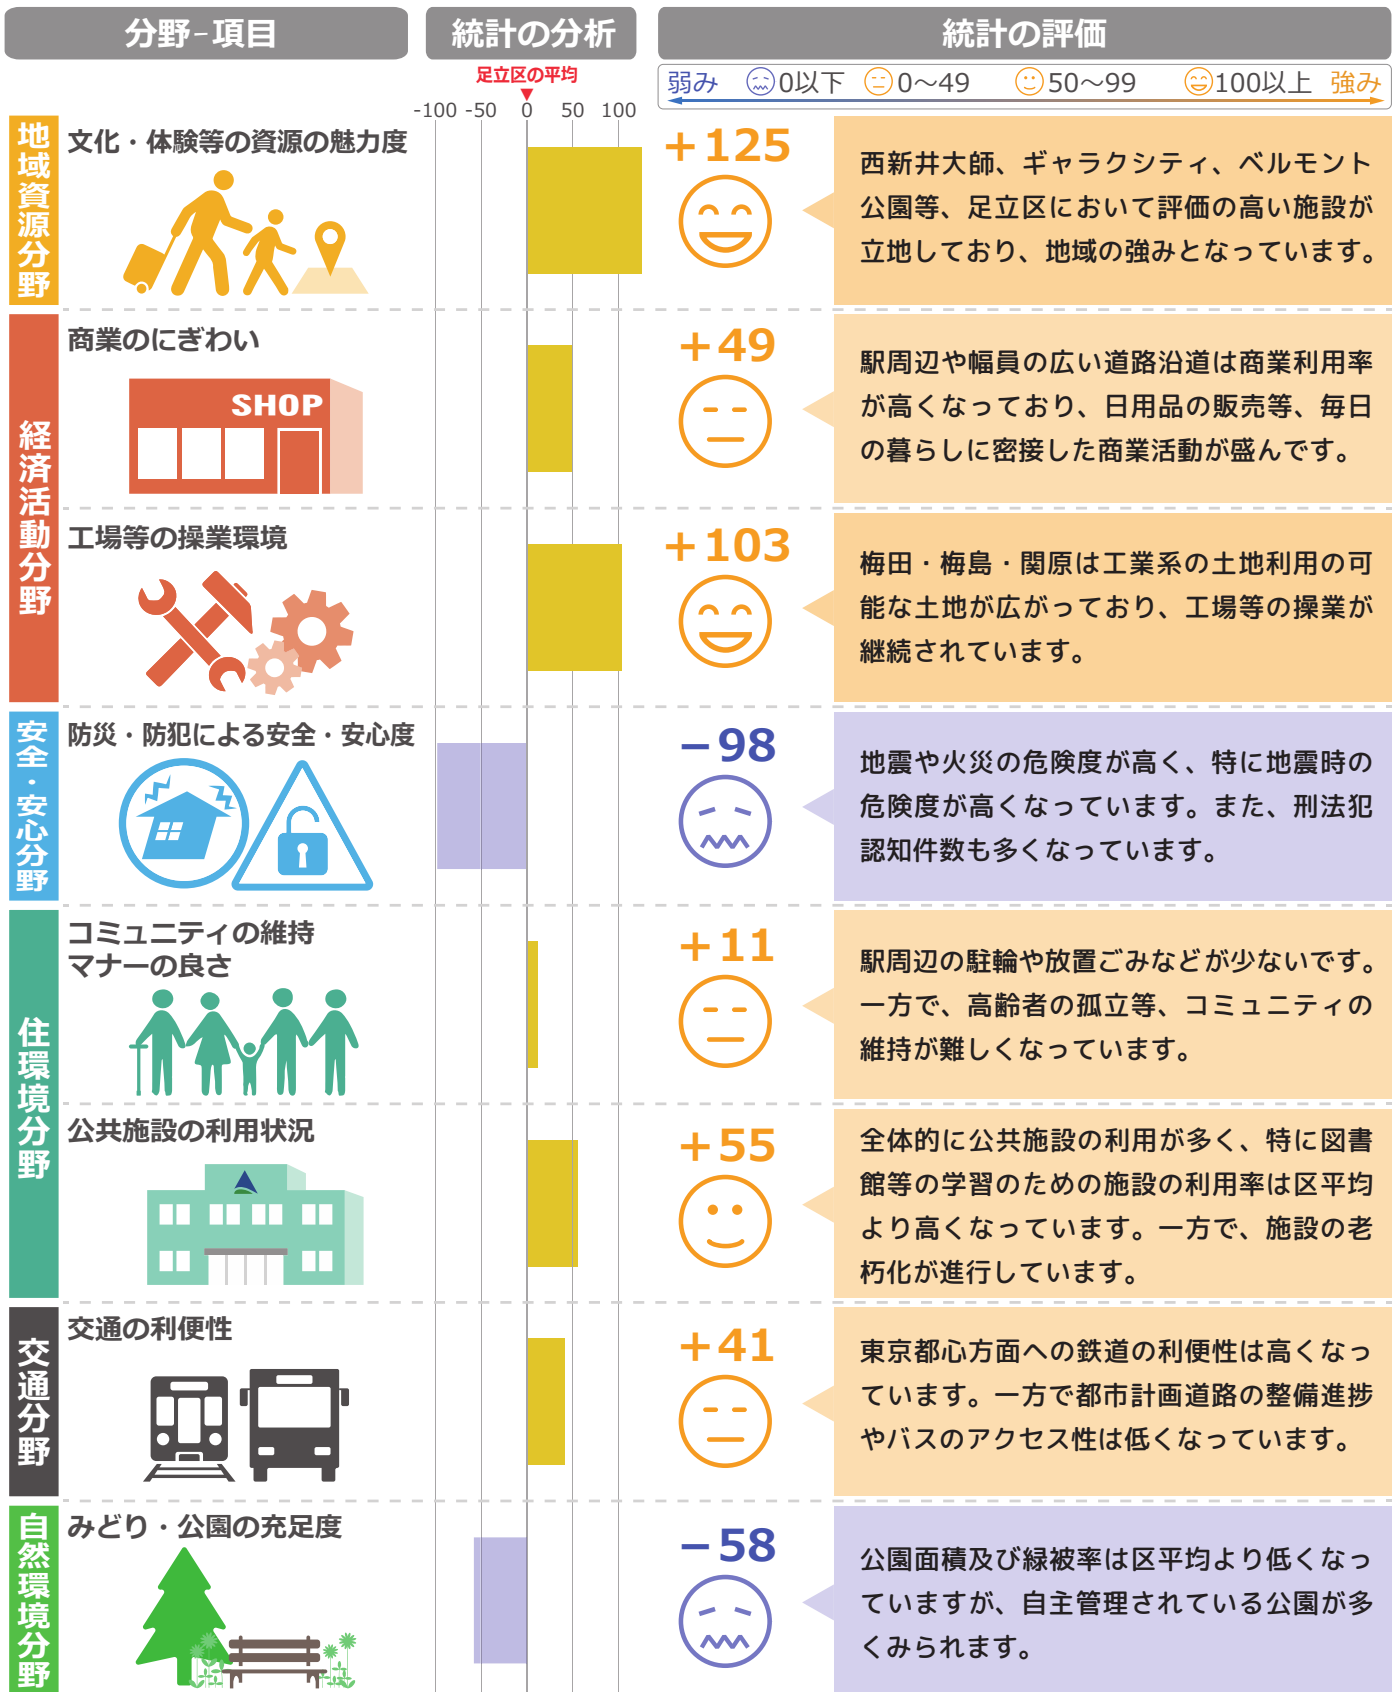 分野-項目
統計の分析
統計の評価
足立区の平均
弱み 0以下 0～49 50～99 100以上 強み
-100 -50 0 50 100
地域資源分野
文化・体験等の資源の魅力度
+125
西新井大師、ギャラクシティ、ベルモント
公園等、足立区において評価の高い施設が
立地しており、地域の強みとなっています。
経済活動分野
商業のにぎわい
SHOP
+49
駅周辺や幅員の広い道路沿道は商業利用率
が高くなっており、日用品の販売等、毎日
の暮らしに密接した商業活動が盛んです。
工場等の操業環境
+103
梅田・梅島・関原は工業系の土地利用の可
能な土地が広がっており、工場等の操業が
継続されています。
安全・安心分野
防災・防犯による安全・安心度
−98
地震や火災の危険度が高く、特に地震時の
危険度が高くなっています。また、刑法犯
認知件数も多くなっています。
住環境分野
コミュニティの維持
マナーの良さ
+11
駅周辺の駐輪や放置ごみなどが少ないです。
一方で、高齢者の孤立等、コミュニティの
維持が難しくなっています。
公共施設の利用状況
+55
全体的に公共施設の利用が多く、特に図書
館等の学習のための施設の利用率は区平均
より高くなっています。一方で、施設の老
朽化が進行しています。
交通分野
交通の利便性
+41
東京都心方面への鉄道の利便性は高くなっ
ています。一方で都市計画道路の整備進捗
やバスのアクセス性は低くなっています。
自然環境分野
みどり・公園の充足度
−58
公園面積及び緑被率は区平均より低くなっ
ていますが、自主管理されている公園が多
くみられます。